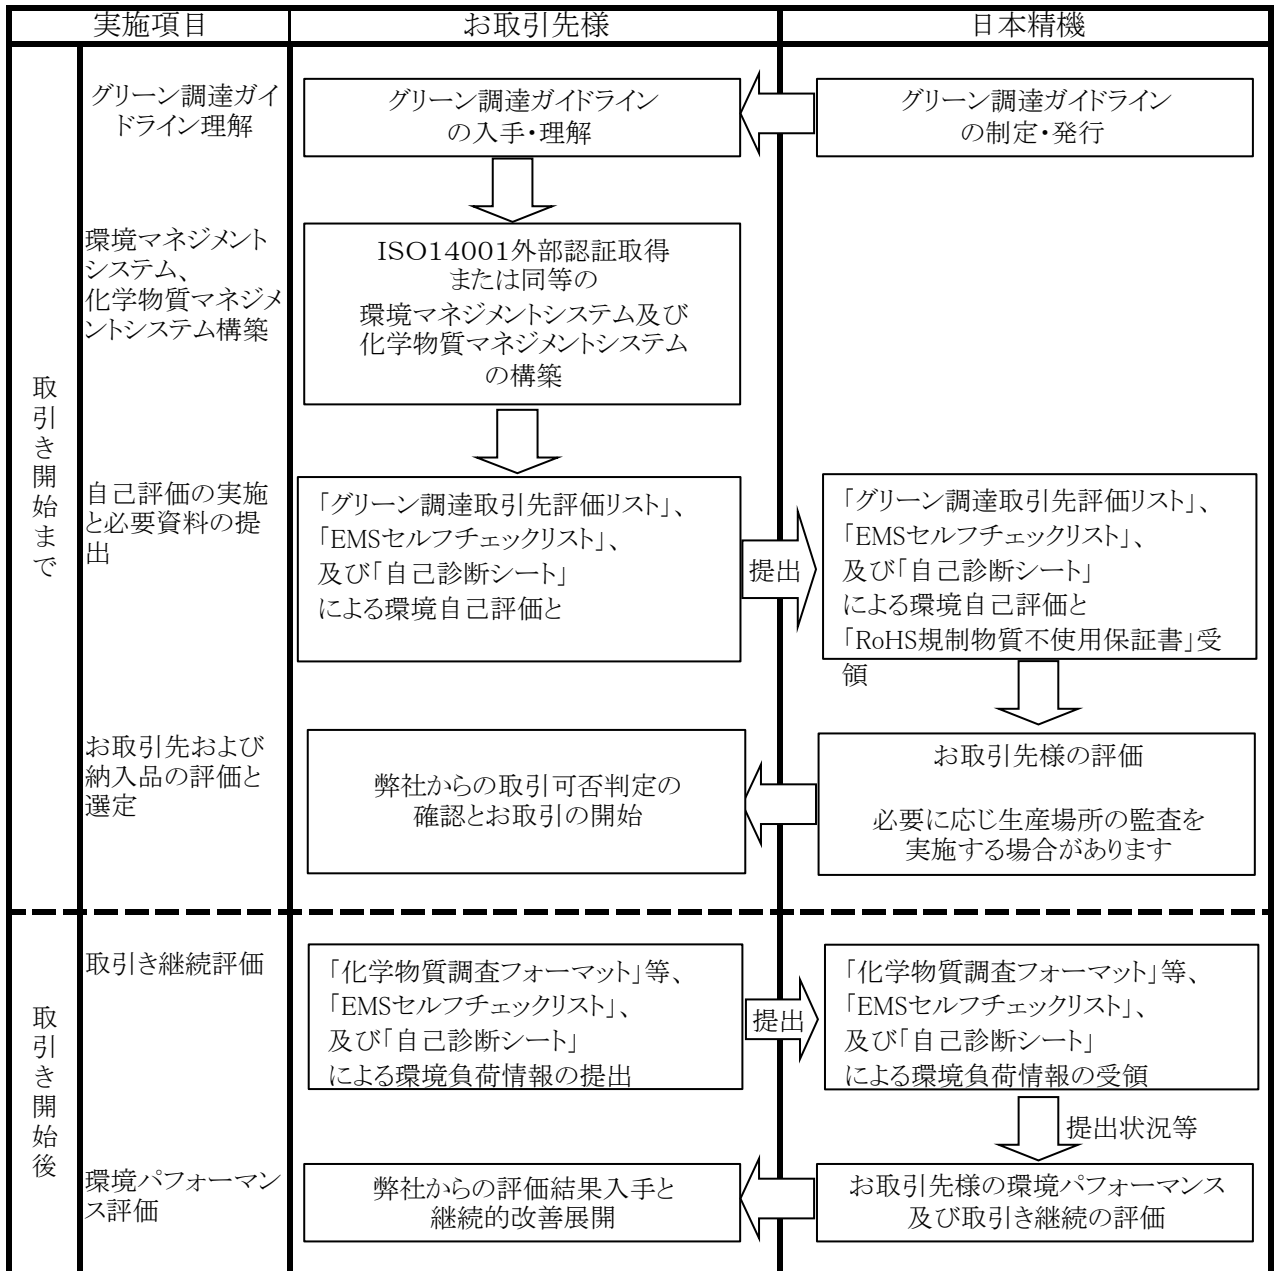 実施項目
お取引先様
日本精機
取引き開始まで
グリーン調達ガイ
ドライン理解
グリーン調達ガイドライン
の入手・理解
グリーン調達ガイドライン
の制定・発行
環境マネジメント
システム、
化学物質マネジメ
ントシステム構築
ISO14001外部認証取得
または同等の
環境マネジメントシステム及び
化学物質マネジメントシステム
の構築
自己評価の実施
と必要資料の提
出
「グリーン調達取引先評価リスト」、
「EMSセルフチェックリスト」、
及び「自己診断シート」
による環境自己評価と
提出
「グリーン調達取引先評価リスト」、
「EMSセルフチェックリスト」、
及び「自己診断シート」
による環境自己評価と
「RoHS規制物質不使用保証書」受
領
お取引先および
納入品の評価と
選定
弊社からの取引可否判定の
確認とお取引の開始
お取引先様の評価
必要に応じ生産場所の監査を
実施する場合があります
取引き開始後
取引き継続評価
「化学物質調査フォーマット」等、
「EMSセルフチェックリスト」、
及び「自己診断シート」
による環境負荷情報の提出
提出
「化学物質調査フォーマット」等、
「EMSセルフチェックリスト」、
及び「自己診断シート」
による環境負荷情報の受領
提出状況等
環境パフォーマン
ス評価
弊社からの評価結果入手と
継続的改善展開
お取引先様の環境パフォーマンス
及び取引き継続の評価